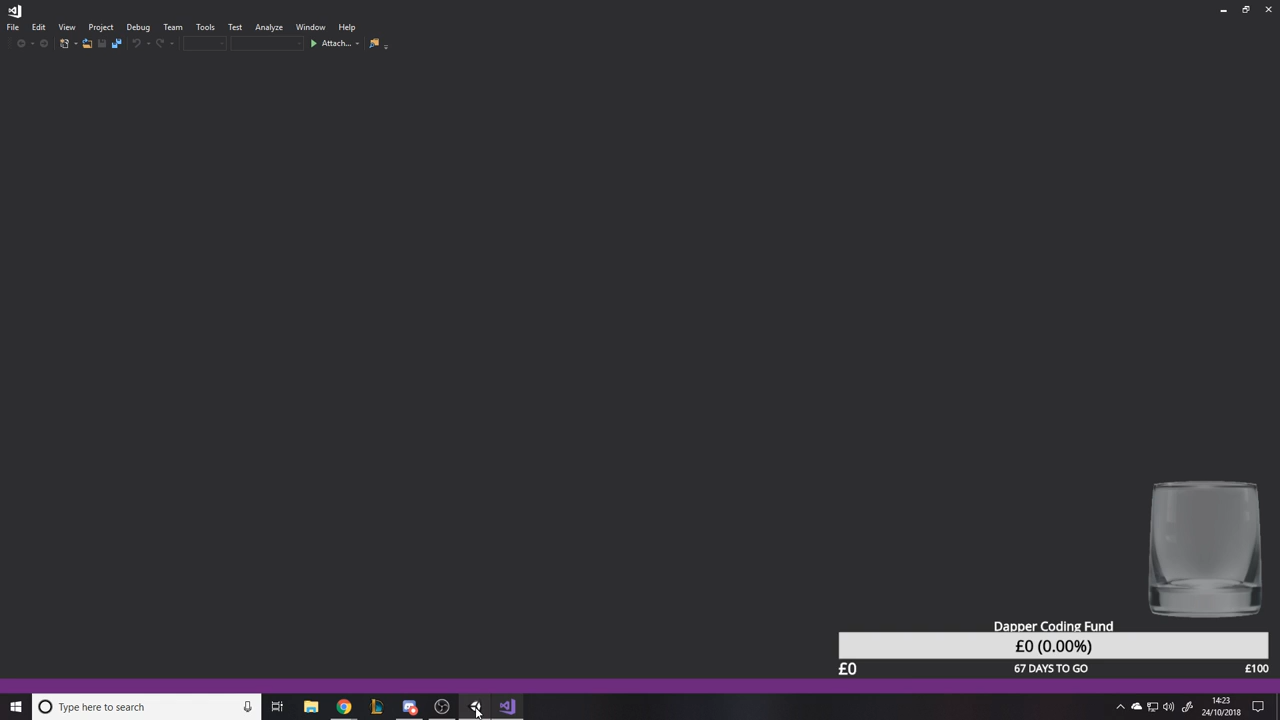 File Edit View Project Debug Team Tools Test Analyze Window Help
Attach...
Dapper Coding Fund
£0 (0.00%)
£0 67 DAYS TO GO £100
Type here to search
14:23
24/10/2018